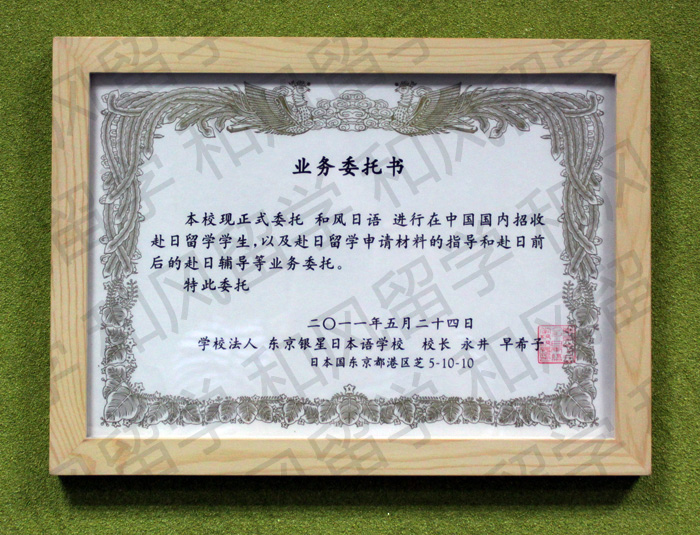 业务委托书
本校现正式委托 和风日语 进行在中国国内招收
赴日留学学生,以及赴日留学申请材料的指导和赴日前
后的赴日辅导等业务委托。
特此委托
二〇一一年五月二十四日
学校法人 东京银星日本语学校 校长 永井 早希子
日本国东京都港区芝 5-10-10
和风留学